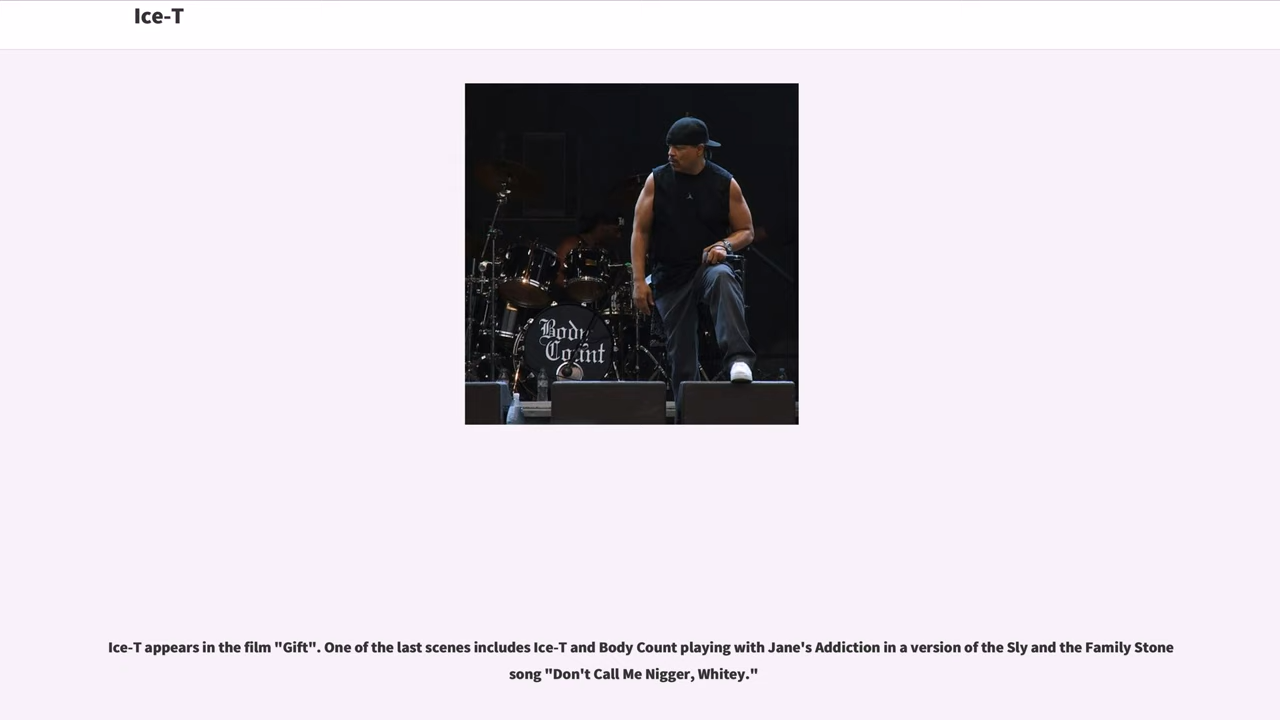 Ice-T
Body
Count
Ice-T appears in the film "Gift". One of the last scenes includes Ice-T and Body Count playing with Jane's Addiction in a version of the Sly and the Family Stone
song "Don't Call Me Nigger, Whitey."